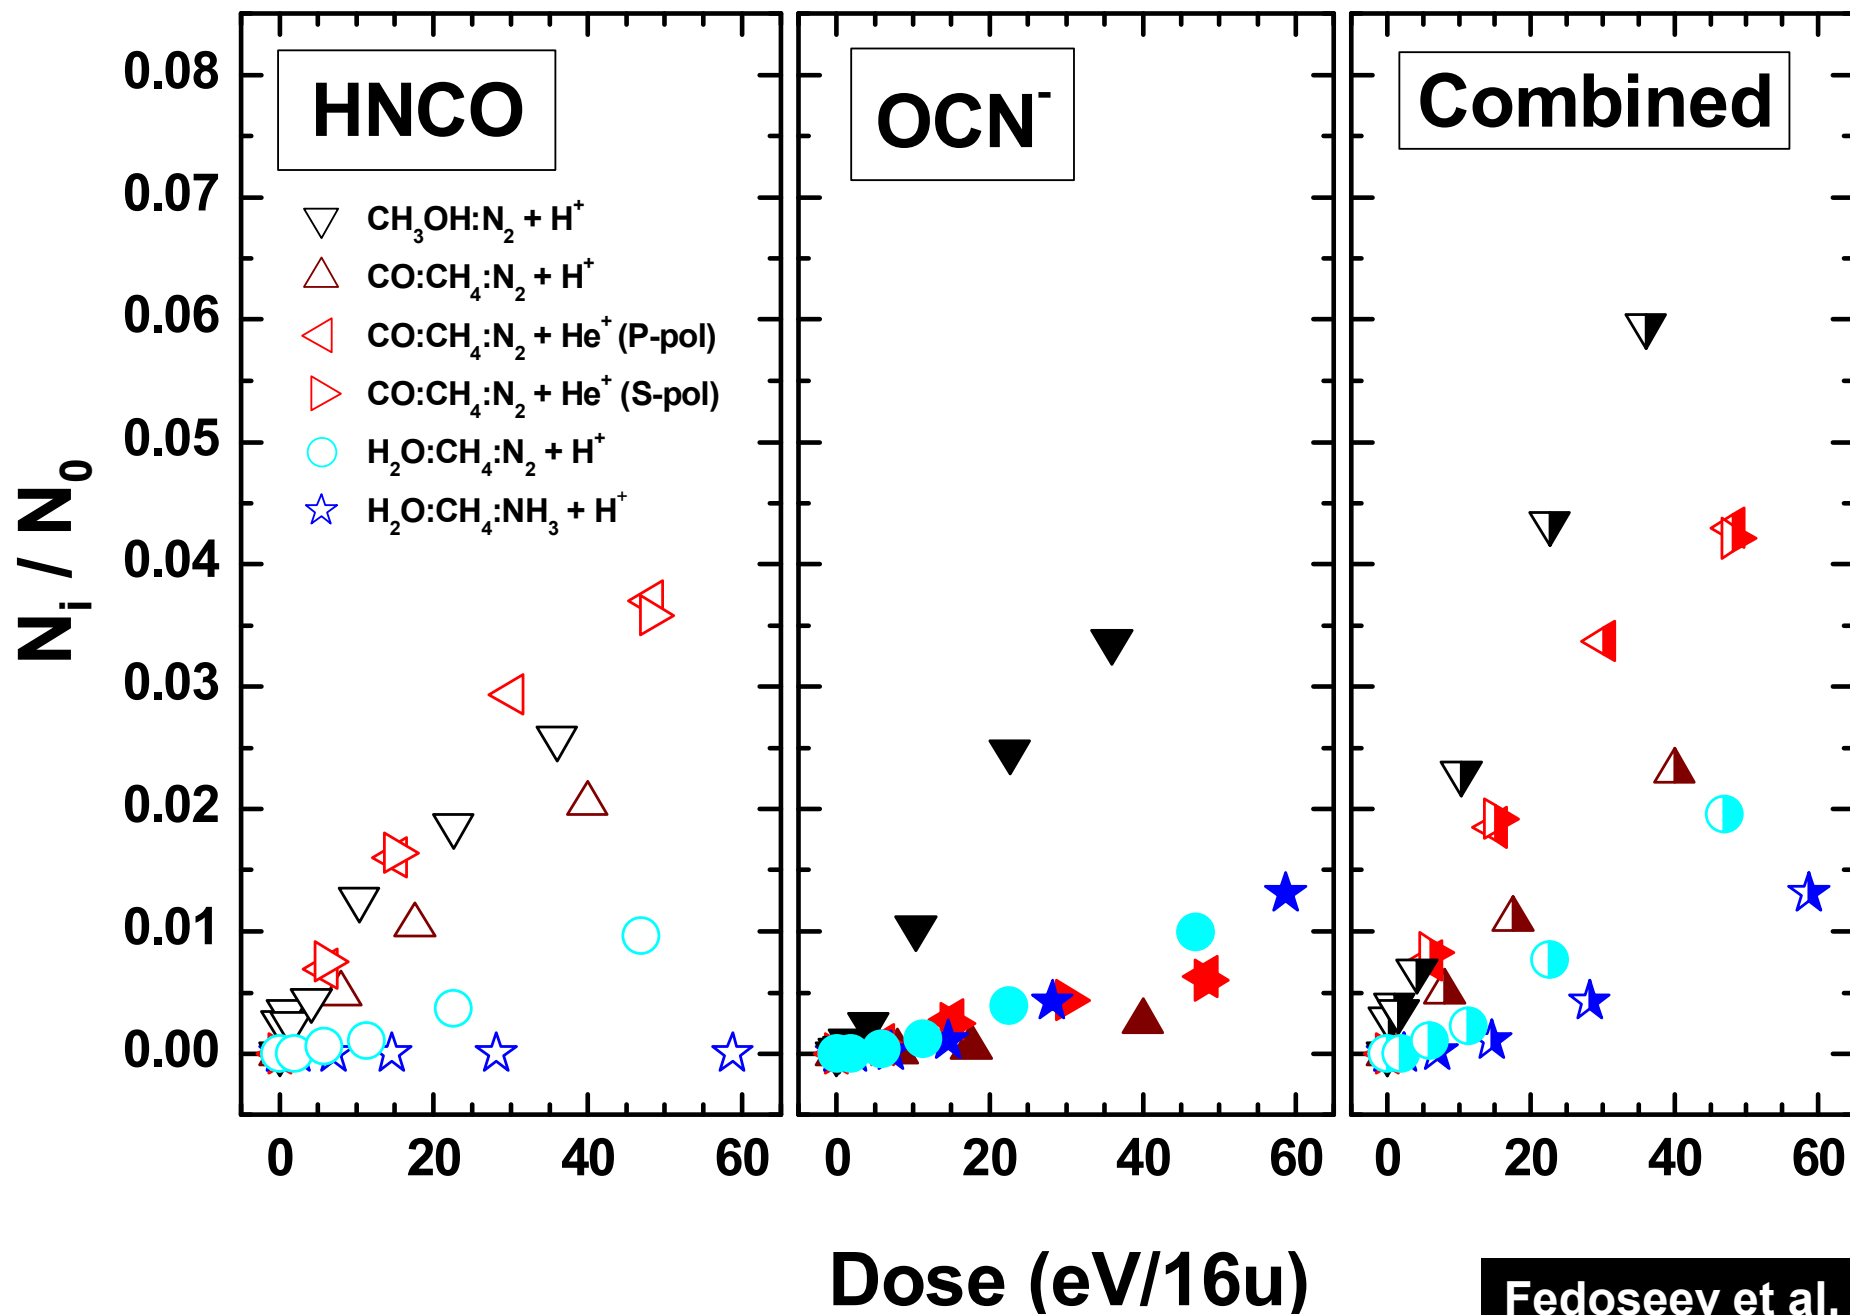 HNCO
OCN⁻
Combined
CH₃OH:N₂ + H⁺
CO:CH₄:N₂ + H⁺
CO:CH₄:N₂ + He⁺ (P-pol)
CO:CH₄:N₂ + He⁺ (S-pol)
H₂O:CH₄:N₂ + H⁺
H₂O:CH₄:NH₃ + H⁺
0.08
0.07
0.06
0.05
0.04
0.03
0.02
0.01
0.00
Nᵢ / N₀
0 20 40 60
0 20 40 60
0 20 40 60
Dose (eV/16u)
Fedoseev et al.